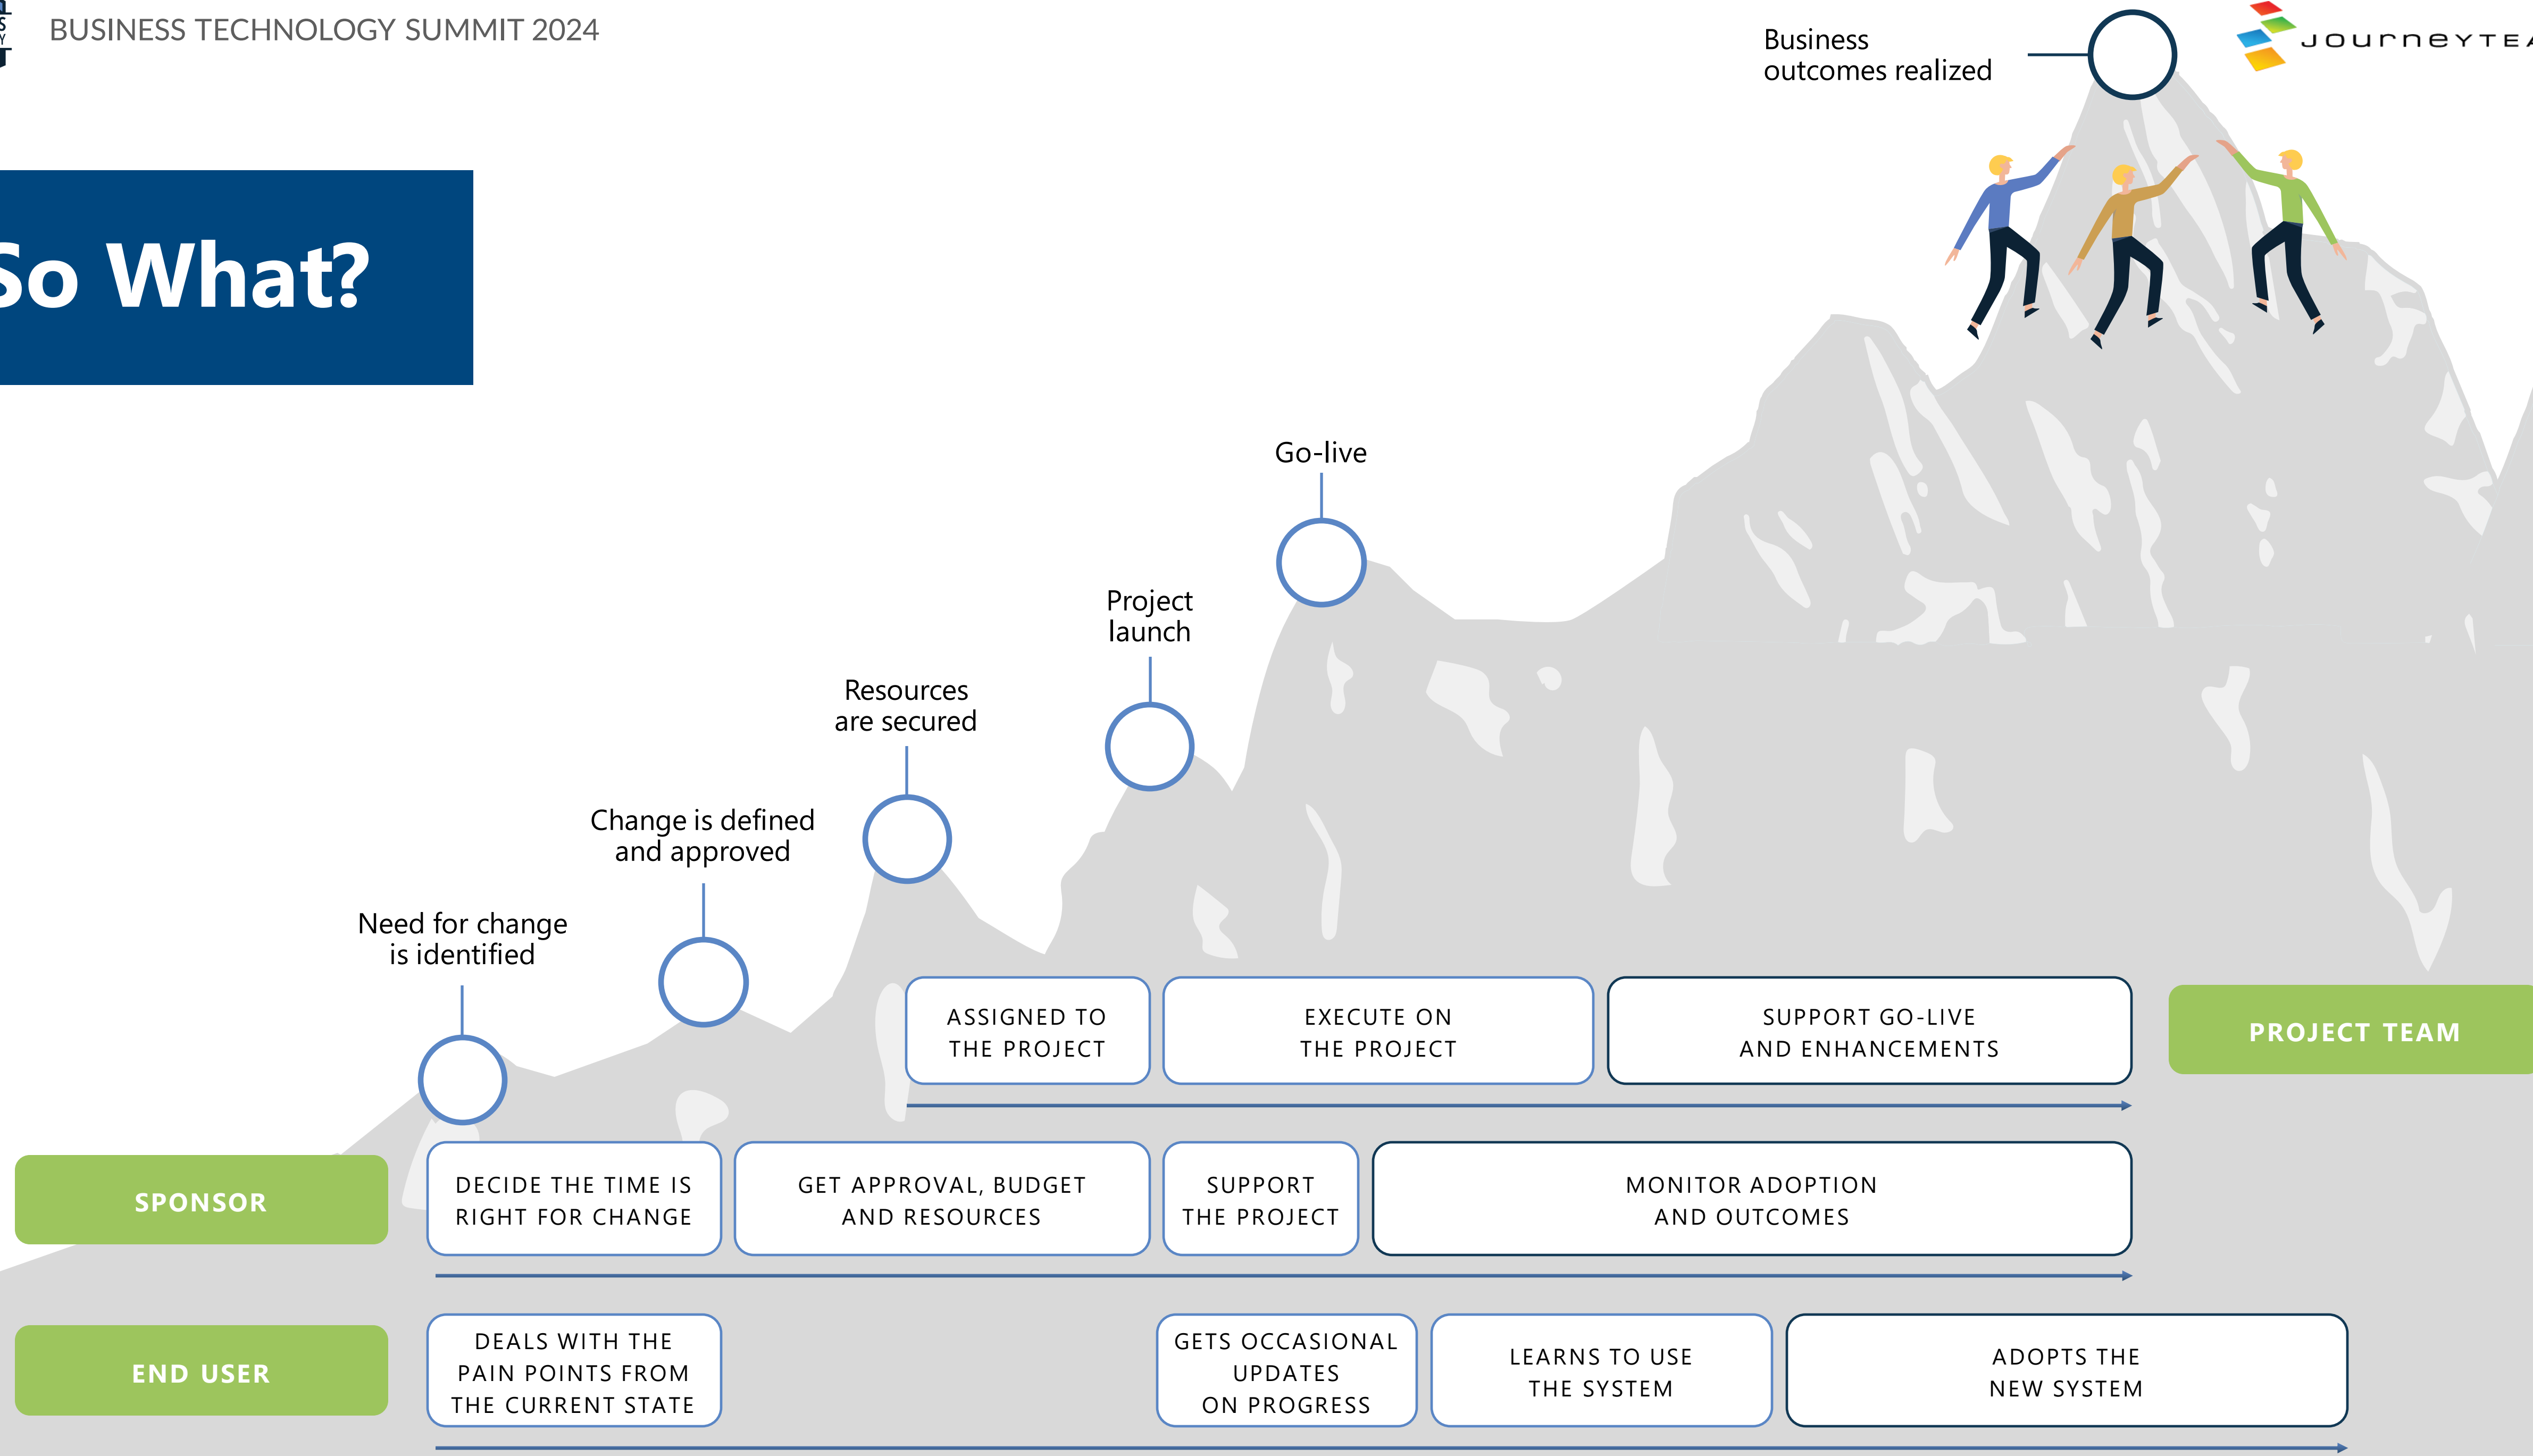 BUSINESS TECHNOLOGY SUMMIT 2024
Business
outcomes realized
So What?
Go-live
Project
launch
Resources
are secured
Change is defined
and approved
Need for change
is identified
ASSIGNED TO
THE PROJECT
EXECUTE ON
THE PROJECT
SUPPORT GO-LIVE
AND ENHANCEMENTS
PROJECT TEAM
SPONSOR
DECIDE THE TIME IS
RIGHT FOR CHANGE
GET APPROVAL, BUDGET
AND RESOURCES
SUPPORT
THE PROJECT
MONITOR ADOPTION
AND OUTCOMES
END USER
DEALS WITH THE
PAIN POINTS FROM
THE CURRENT STATE
GETS OCCASIONAL
UPDATES
ON PROGRESS
LEARNS TO USE
THE SYSTEM
ADOPTS THE
NEW SYSTEM